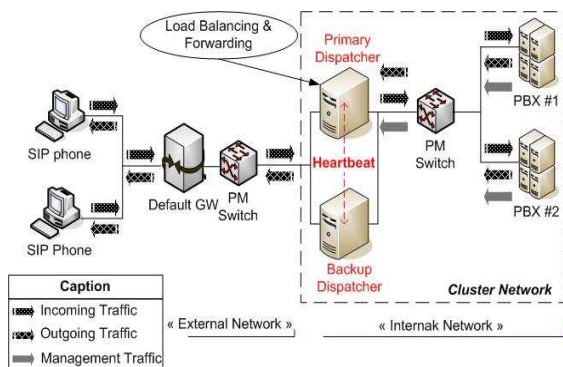 Load Balancing &
Forwarding
Primary
Dispatcher
SIP phone
PBX #1
PM
Switch
Heartbeat
Default GW
PM
Switch
SIP Phone
PBX #2
Backup
Dispatcher
Cluster Network
Caption
Incoming Traffic
Outgoing Traffic
Management Traffic
« External Network »
« Internak Network »